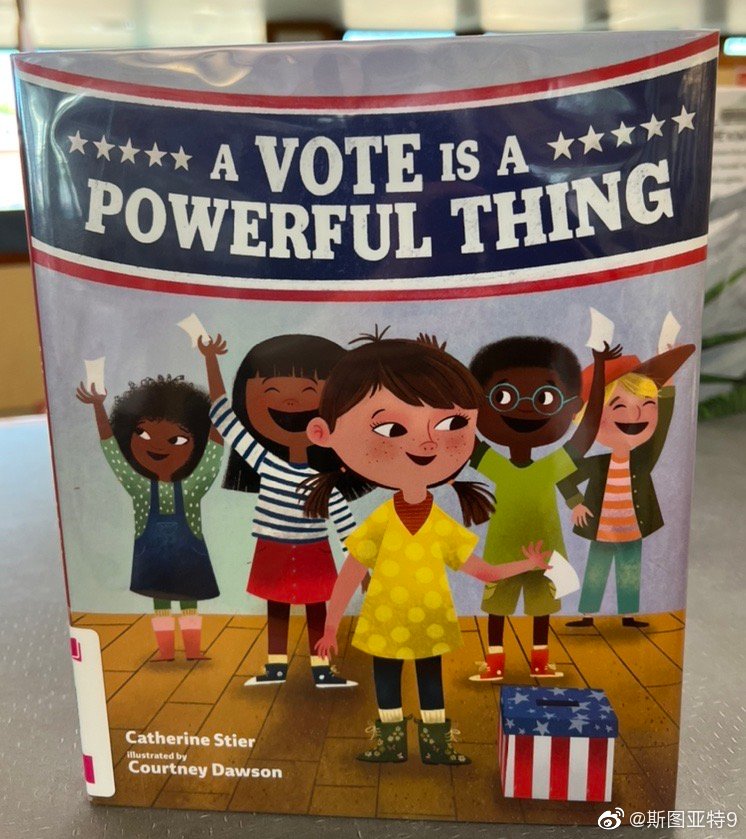 A VOTE IS A
POWERFUL THING
Catherine Stier
illustrated by
Courtney Dawson
@斯图亚特9